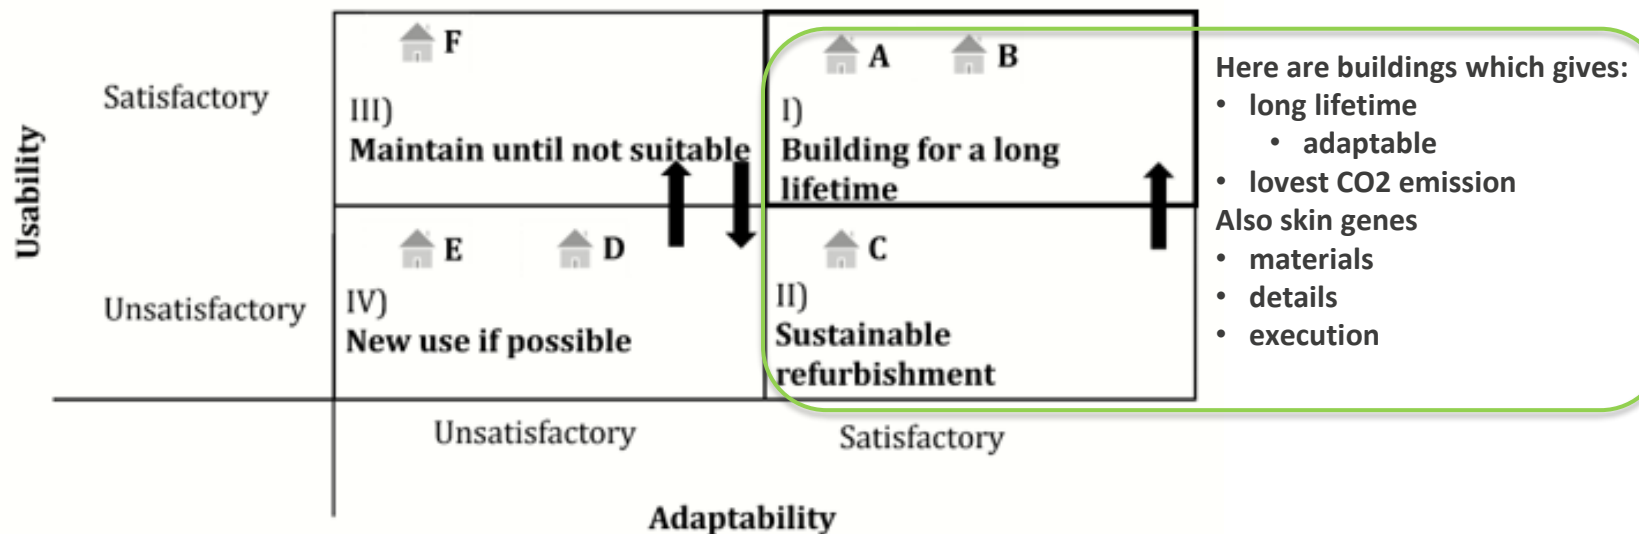 Usability
Satisfactory
Unsatisfactory
F
III)
Maintain until not suitable
A
B
I)
Building for a long
lifetime
E
D
IV)
New use if possible
C
II)
Sustainable
refurbishment
Unsatisfactory
Satisfactory
Adaptability
Here are buildings which gives:
• long lifetime
• adaptable
• lovest CO2 emission
Also skin genes
• materials
• details
• execution